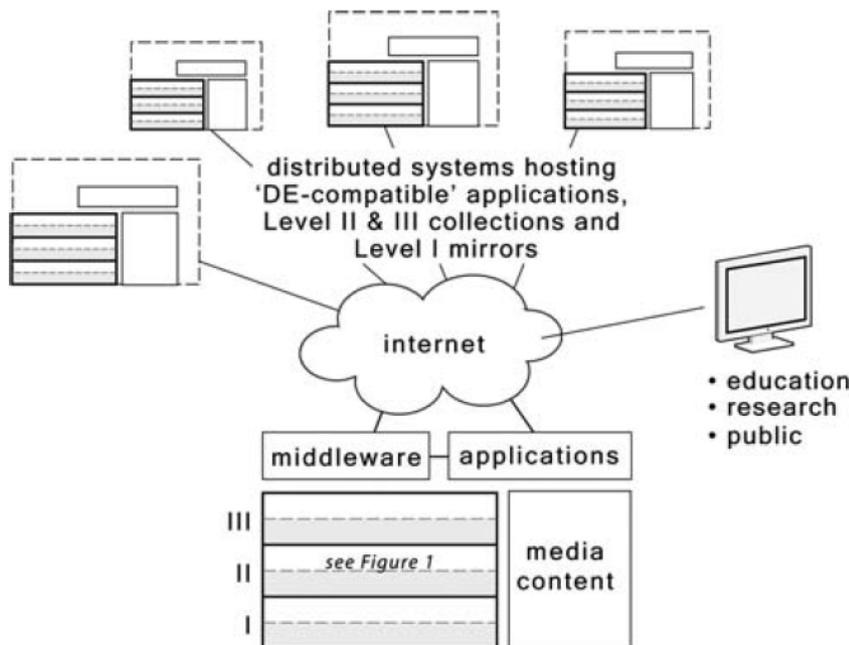 distributed systems hosting
‘DE-compatible’ applications,
Level II & III collections and
Level I mirrors
internet
• education
• research
• public
middleware
applications
III
see Figure 1
II
I
media
content